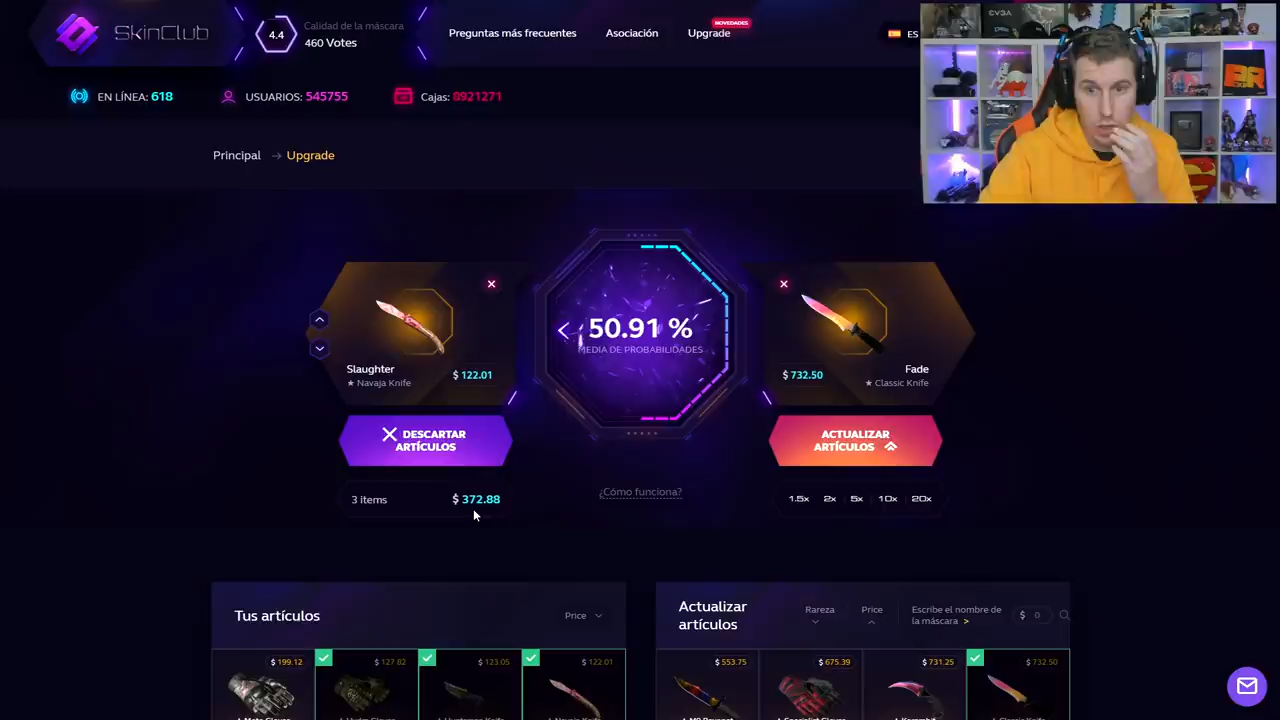 SKINCLUB
4.4
Calidad de la máscara
460 Votes
Preguntas más frecuentes
Asociación
Upgrade
NOVEDADES
ES
EVGA
EN LÍNEA: 618
USUARIOS: 545755
Cajas: 8921271
Principal → Upgrade
50.91 %
MEDIA DE PROBABILIDADES
Slaughter
★ Navaja Knife
$ 122.01
$ 732.50
Fade
★ Classic Knife
DESCARTAR
ARTÍCULOS
ACTUALIZAR
ARTÍCULOS
3 items
$ 372.88
¿Cómo funciona?
1.5x 2x 5x 10x 20x
Tus artículos
Price
Actualizar
artículos
Rareza
Price
Escribe el nombre de
la máscara >
$ 0
$ 199.12
$ 127.82
$ 123.05
$ 122.01
$ 553.75
$ 675.39
$ 731.25
$ 732.50